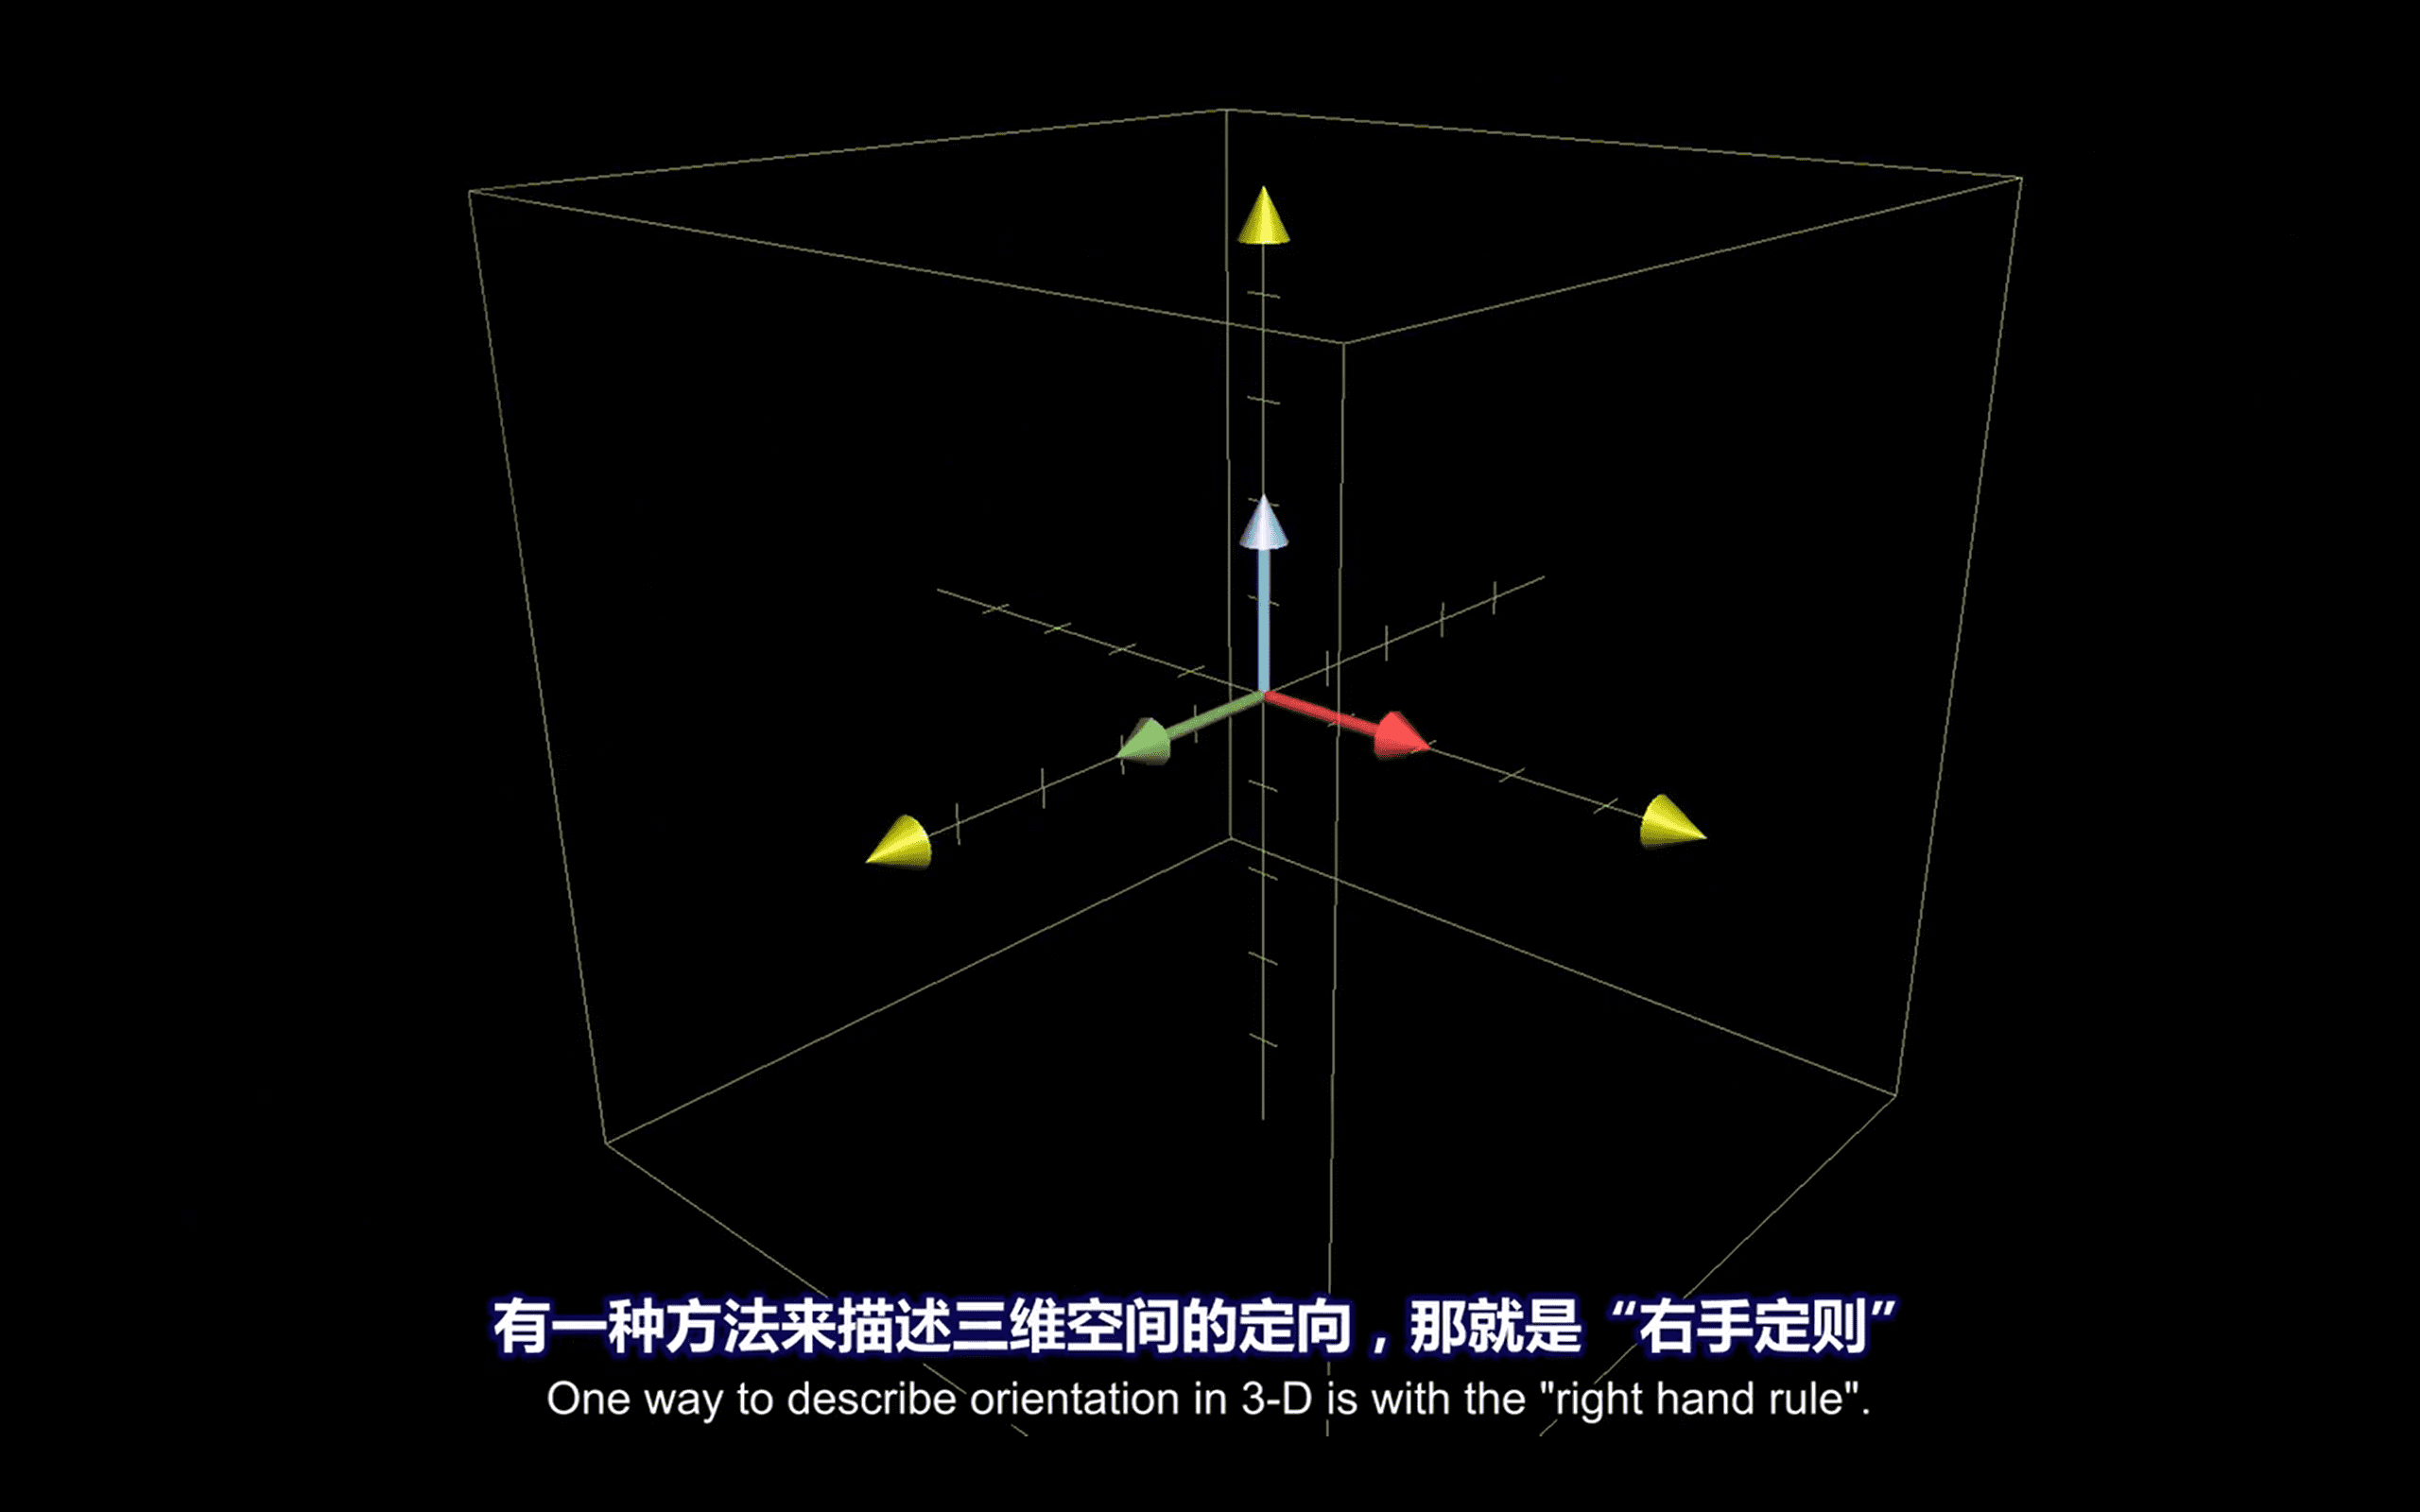 有一种方法来描述三维空间的定向，那就是“右手定则”
One way to describe orientation in 3-D is with the "right hand rule".